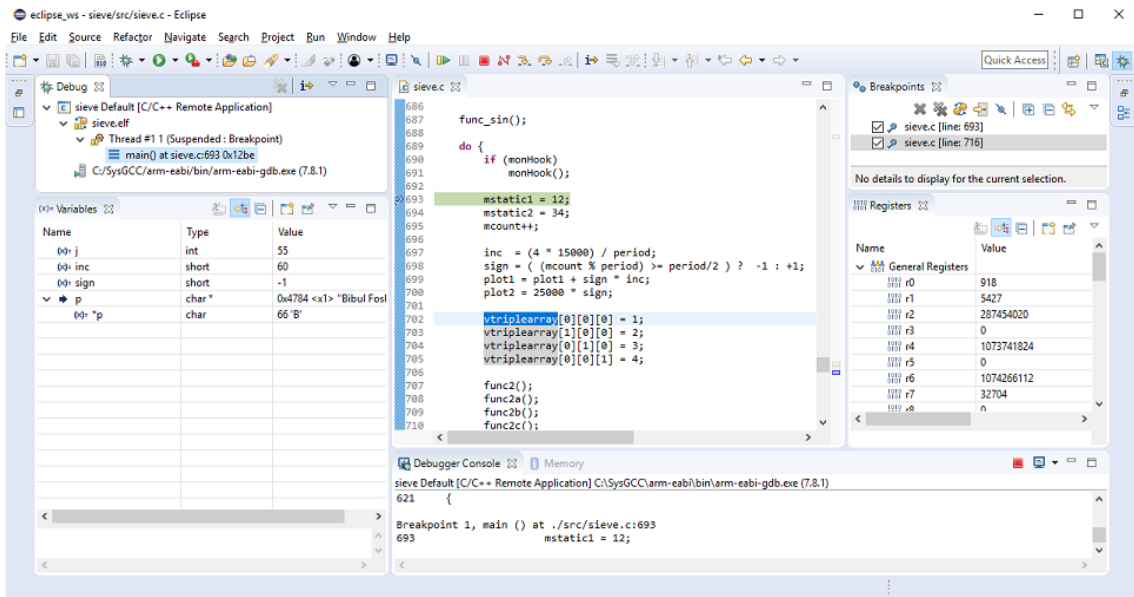 eclipse_ws - sieve/src/sieve.c - Eclipse
File Edit Source Refactor Navigate Search Project Run Window Help
Quick Access
Debug
sieve Default [C/C++ Remote Application]
sieve.elf
Thread #1 1 (Suspended : Breakpoint)
main() at sieve.c:693 0x12be
C:/SysGCC/arm-eabi/bin/arm-eabi-gdb.exe (7.8.1)
(x)= Variables
Name Type Value
(x)= j int 55
(x)= inc short 60
(x)= sign short -1
p char * 0x4784 <x1> "Bibul Fosl
(x)= *p char 66 'B'
sieve.c
686
687 func_sin();
688
689 do {
690 if (monHook)
691 monHook();
692
693 mstatic1 = 12;
694 mstatic2 = 34;
695 mcount++;
696
697 inc = (4 * 15000) / period;
698 sign = ( (mcount % period) >= period/2 ) ? -1 : +1;
699 plot1 = plot1 + sign * inc;
700 plot2 = 25000 * sign;
701
702 vtriplearray[0][0][0] = 1;
703 vtriplearray[1][0][0] = 2;
704 vtriplearray[0][1][0] = 3;
705 vtriplearray[0][0][1] = 4;
706
707 func2();
708 func2a();
709 func2b();
710 func2c();
Breakpoints
sieve.c [line: 693]
sieve.c [line: 716]
No details to display for the current selection.
1010 0101 Registers
Name Value
General Registers
r0 918
r1 5427
r2 287454020
r3 0
r4 1073741824
r5 0
r6 1074266112
r7 32704
r8 0
Debugger Console Memory
sieve Default [C/C++ Remote Application] C:\SysGCC\arm-eabi\bin\arm-eabi-gdb.exe (7.8.1)
621 {
Breakpoint 1, main () at ./src/sieve.c:693
693 mstatic1 = 12;